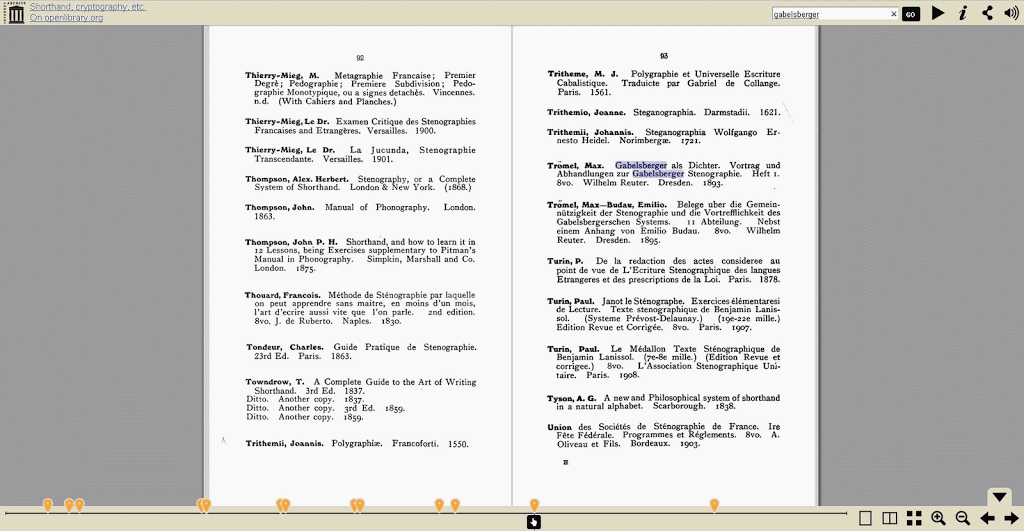 Shorthand, cryptography, etc.
On openlibrary.org
gabelsberger
GO
92
Thierry-Mieg, M. Metagraphie Francaise; Premier
Degrè; Pedographie; Premiere Subdivision; Pedo-
graphie Monotypique, ou a signes detachès. Vincennes.
n.d. (With Cahiers and Planches.)
Thierry-Mieg, Le Dr. Examen Critique des Stenographies
Francaises and Etrangères. Versailles. 1900.
Thierry-Mieg, Le Dr. La Jucunda, Stenographie
Transcendante. Versailles. 1901.
Thompson, Alex. Herbert. Stenography, or a Complete
System of Shorthand. London & New York. (1868.)
Thompson, John. Manual of Phonography. London.
1863.
Thompson, John P. H. Shorthand, and how to learn it in
12 Lessons, being Exercises supplementary to Pitman's
Manual in Phonography. Simpkin, Marshall and Co.
London. 1875.
Thouard, Francois. Méthode de Sténographie par laquelle
on peut apprendre sans maitre, en moins d'un mois,
l'art d'ecrire aussi vite que l'on parle. 2nd edition.
8vo. J. de Ruberto. Naples. 1830.
Tondeur, Charles. Guide Pratique de Stenographie.
23rd Ed. Paris. 1863.
Towndrow, T. A Complete Guide to the Art of Writing
Shorthand. 3rd Ed. 1837.
Ditto. Another copy. 1837.
Ditto. Another copy. 3rd Ed. 1859.
Ditto. Another copy. 1859.
Trithemii, Joannis. Polygraphiæ. Francoforti. 1550.
93
Tritheme, M. J. Polygraphie et Universelle Escriture
Cabalistique. Traduicte par Gabriel de Collange.
Paris. 1561.
Trithemio, Joanne. Steganographia. Darmstadii. 1621.
Trithemii, Johannis. Steganographia Wolfgango Er-
nesto Heidel. Norimbergæ. 1721.
Trömel, Max. Gabelsberger als Dichter. Vortrag und
Abhandlungen zur Gabelsberger Stenographie. Heft 1.
8vo. Wilhelm Reuter. Dresden. 1893.
Trömel, Max—Budau, Emilio. Belege uber die Gemein-
nützigkeit der Stenographie und die Vortrefflichkeit des
Gabelsbergerschen Systems. 11 Abteilung. Nebst
einem Anhang von Emilio Budau. 8vo. Wilhelm
Reuter. Dresden. 1895.
Turin, P. De la redaction des actes consideree au
point de vue de L'Ecriture Stenographique des langues
Etrangeres et des prescriptions de la Loi. Paris. 1878.
Turin, Paul. Janot le Sténographe. Exercices élémentaresi
de Lecture. Texte stenographique de Benjamin Lanis-
sol. (Systeme Prévost-Delaunay.) (19e-22e mille.)
Edition Revue et Corrigée. 8vo. Paris. 1907.
Turin, Paul. Le Médallon Texte Sténographique de
Benjamin Lanissol. (7e-8e mille.) (Edition Revue et
corrigee.) 8vo. L'Association Stenographique Uni-
taire. Paris. 1908.
Tyson, A. G. A new and Philosophical system of shorthand
in a natural alphabet. Scarborough. 1838.
Union des Sociétés de Sténographie de France. Ire
Fête Fédérale. Programmes et Réglements. 8vo. A.
Oliveau et Fils. Bordeaux. 1903.